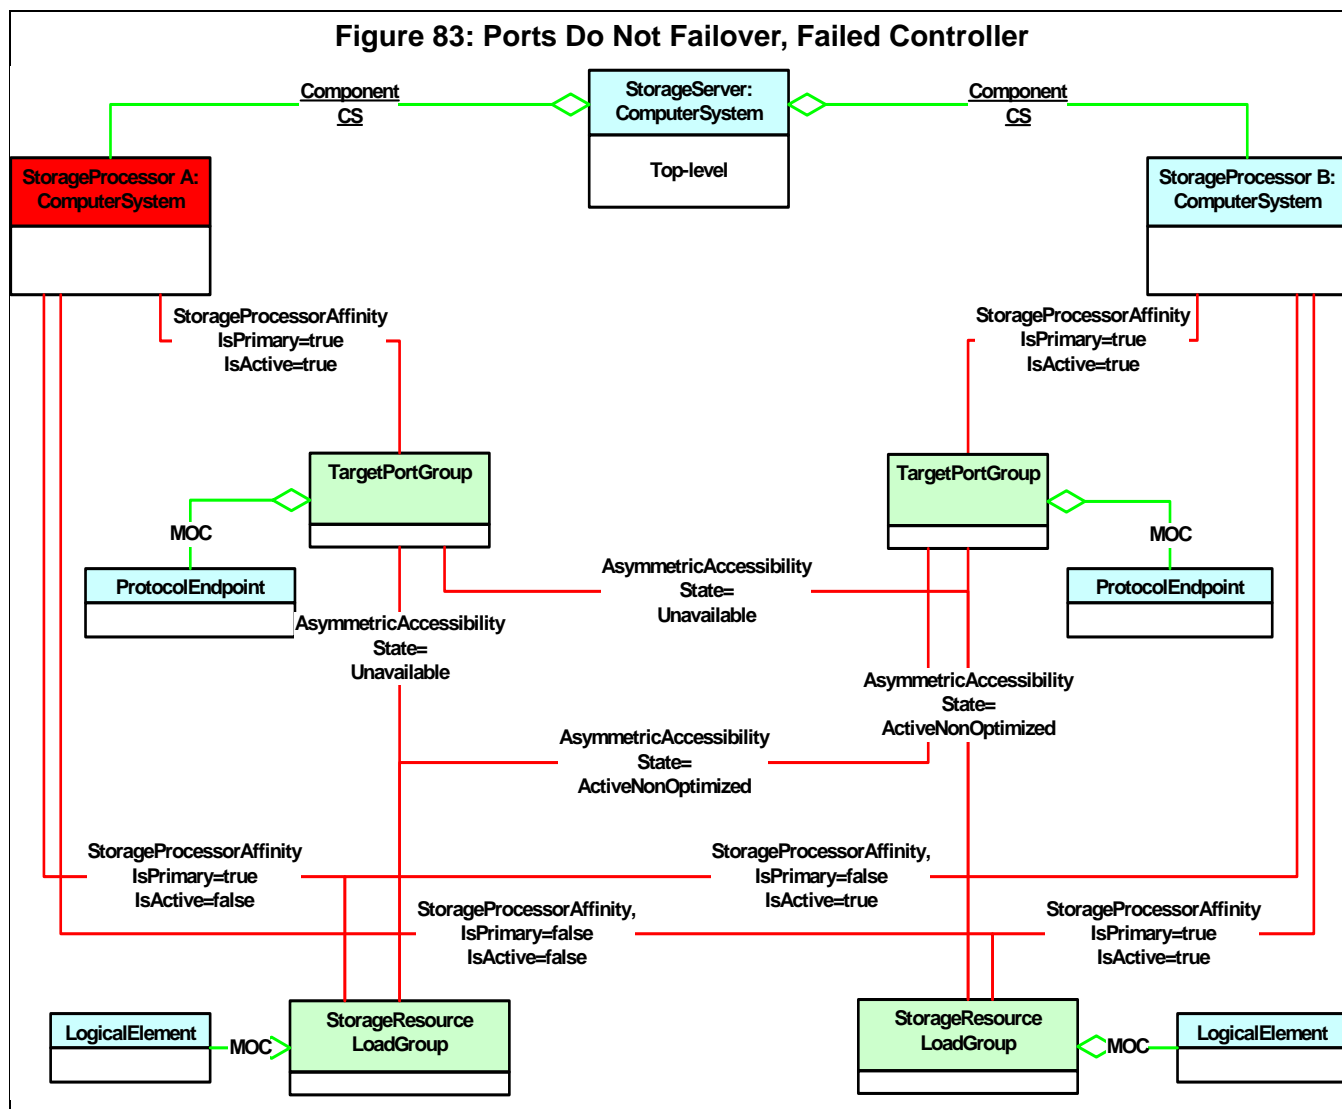 Figure 83: Ports Do Not Failover, Failed Controller
Component
CS
StorageServer:
ComputerSystem
Top-level
Component
CS
StorageProcessor A:
ComputerSystem
StorageProcessor B:
ComputerSystem
StorageProcessorAffinity
IsPrimary=true
IsActive=true
StorageProcessorAffinity
IsPrimary=true
IsActive=true
TargetPortGroup
TargetPortGroup
MOC
MOC
ProtocolEndpoint
ProtocolEndpoint
AsymmetricAccessibility
State=
Unavailable
AsymmetricAccessibility
State=
Unavailable
AsymmetricAccessibility
State=
ActiveNonOptimized
AsymmetricAccessibility
State=
ActiveNonOptimized
StorageProcessorAffinity
IsPrimary=true
IsActive=false
StorageProcessorAffinity,
IsPrimary=false
IsActive=true
StorageProcessorAffinity,
IsPrimary=false
IsActive=false
StorageProcessorAffinity
IsPrimary=true
IsActive=true
LogicalElement
MOC
StorageResource
LoadGroup
StorageResource
LoadGroup
MOC
LogicalElement